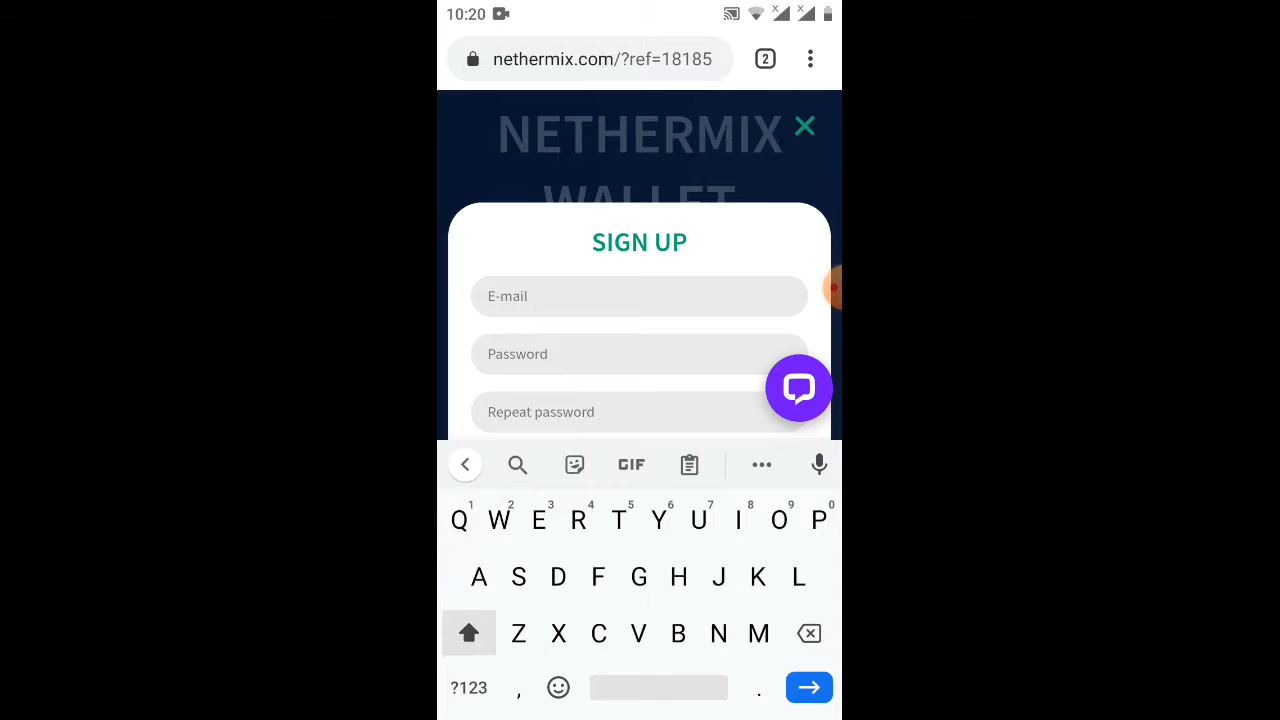 10:20
nethermix.com/?ref=18185
2
NETHERMIX
WALLET
SIGN UP
E-mail
Password
Repeat password
GIF
1 2 3 4 5 6 7 8 9 0
Q W E R T Y U I O P
A S D F G H J K L
Z X C V B N M
?123 , .